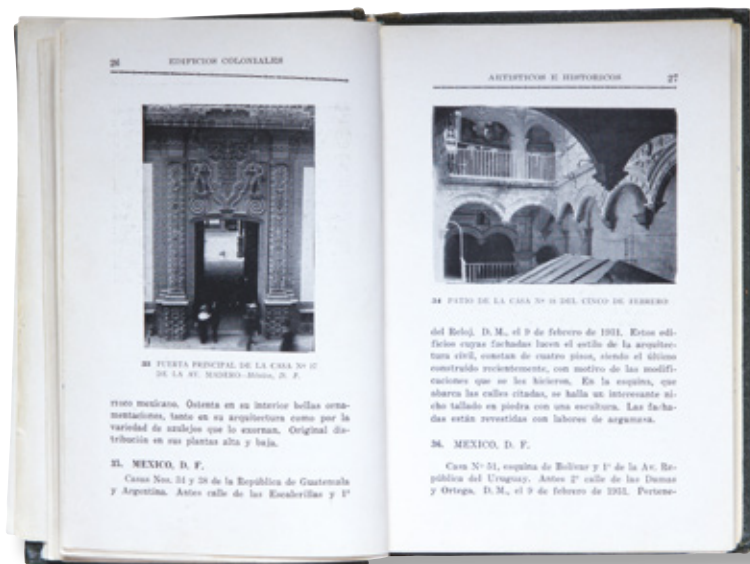 26 EDIFICIOS COLONIALES
33 PUERTA PRINCIPAL DE LA CASA Nº 27
DE LA AV. MADERO—México, D. F.
rroco mexicano. Ostenta en su interior bellas orna-
mentaciones, tanto en su arquitectura como por la
variedad de azulejos que lo exornan. Original dis-
tribución en sus plantas alta y baja.
35. MEXICO, D. F.
Casas Nos. 31 y 38 de la República de Guatemala
y Argentina. Antes calle de las Escalerillas y 1ª
ARTISTICOS E HISTORICOS 27
34 PATIO DE LA CASA Nº 18 DEL CINCO DE FEBRERO
del Reloj. D. M., el 9 de febrero de 1931. Estos edi-
ficios cuyas fachadas lucen el estilo de la arquitec-
tura civil, constan de cuatro pisos, siendo el último
construido recientemente, con motivo de las modifi-
caciones que se les hicieron. En la esquina, que
abarca las calles citadas, se halla un interesante ni-
cho tallado en piedra con una escultura. Las facha-
das están revestidas con labores de argamasa.
36. MEXICO, D. F.
Casa Nº 31, esquina de Bolívar y 1ª de la Av. Re-
pública del Uruguay. Antes 2ª calle de las Damas
y Ortega. D. M., el 9 de febrero de 1931. Pertene-